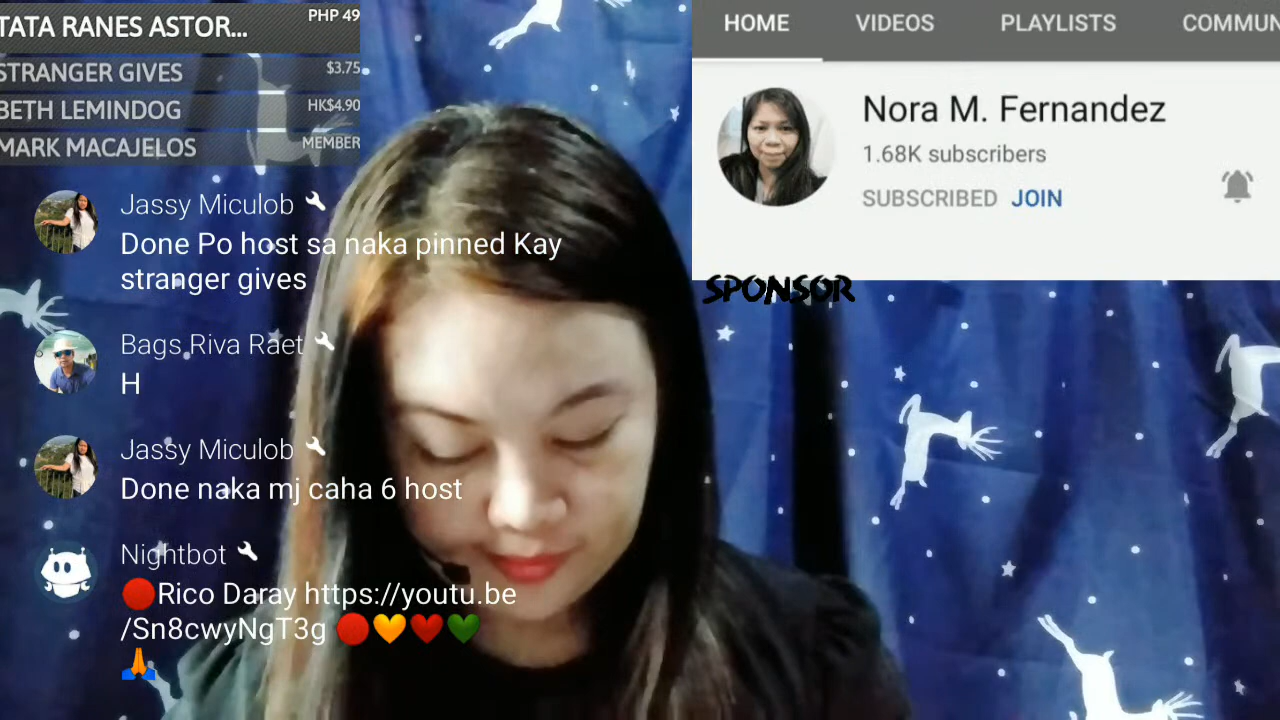 TATA RANES ASTOR... PHP 49
STRANGER GIVES $3.75
BETH LEMINDOG HK$4.90
MARK MACAJELOS MEMBER
Jassy Miculob
Done Po host sa naka pinned Kay
stranger gives
Bags Riva Raet
H
Jassy Miculob
Done naka mj caha 6 host
Nightbot
🔴Rico Daray https://youtu.be
/Sn8cwyNgT3g 🔴🧡❤️💚
🙏
HOME VIDEOS PLAYLISTS COMMUN
Nora M. Fernandez
1.68K subscribers
SUBSCRIBED JOIN
SPONSOR